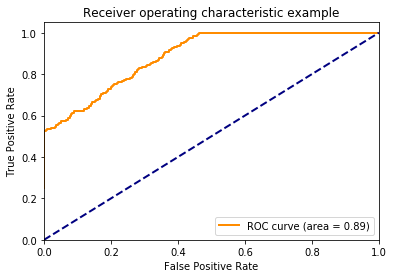 Receiver operating characteristic example
True Positive Rate
1.0
0.8
0.6
0.4
0.2
0.0
ROC curve (area = 0.89)
0.0 0.2 0.4 0.6 0.8 1.0
False Positive Rate